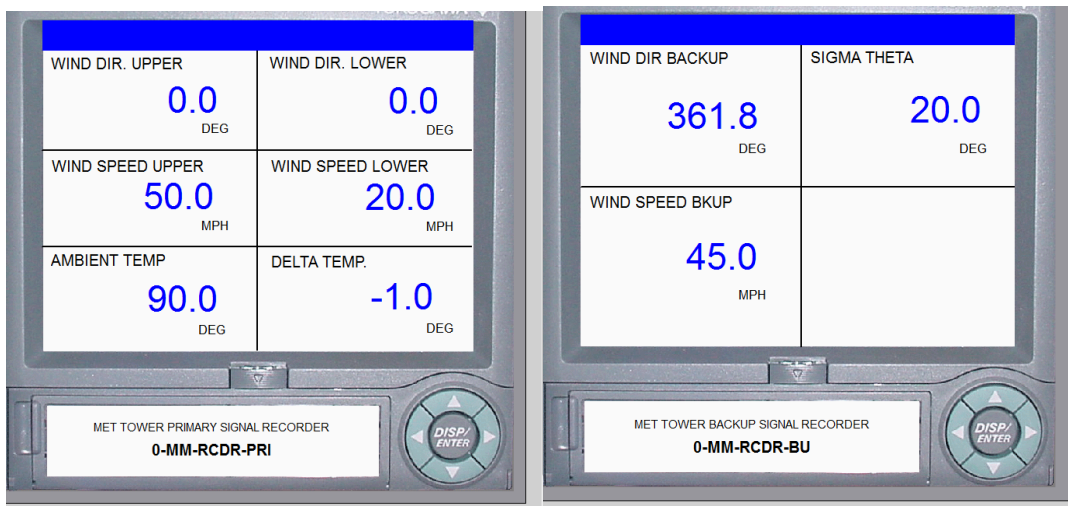 WIND DIR. UPPER
0.0
DEG
WIND DIR. LOWER
0.0
DEG
WIND SPEED UPPER
50.0
MPH
WIND SPEED LOWER
20.0
MPH
AMBIENT TEMP
90.0
DEG
DELTA TEMP.
-1.0
DEG
MET TOWER PRIMARY SIGNAL RECORDER
0-MM-RCDR-PRI
DISP/
ENTER
WIND DIR BACKUP
361.8
DEG
SIGMA THETA
20.0
DEG
WIND SPEED BKUP
45.0
MPH
MET TOWER BACKUP SIGNAL RECORDER
0-MM-RCDR-BU
DISP/
ENTER